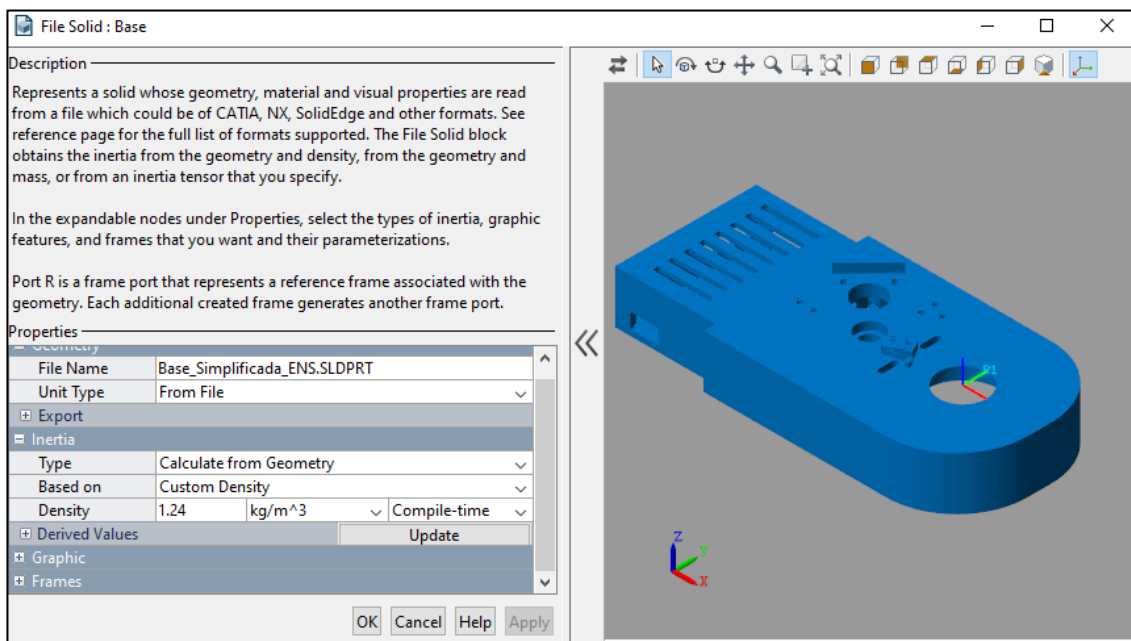 File Solid : Base
Description
Represents a solid whose geometry, material and visual properties are read
from a file which could be of CATIA, NX, SolidEdge and other formats. See
reference page for the full list of formats supported. The File Solid block
obtains the inertia from the geometry and density, from the geometry and
mass, or from an inertia tensor that you specify.
In the expandable nodes under Properties, select the types of inertia, graphic
features, and frames that you want and their parameterizations.
Port R is a frame port that represents a reference frame associated with the
geometry. Each additional created frame generates another frame port.
Properties
Geometry
File Name Base_Simplificada_ENS.SLDPRT
Unit Type From File
Export
Inertia
Type Calculate from Geometry
Based on Custom Density
Density 1.24 kg/m^3 Compile-time
Derived Values Update
Graphic
Frames
OK Cancel Help Apply
R1
Z
Y
X